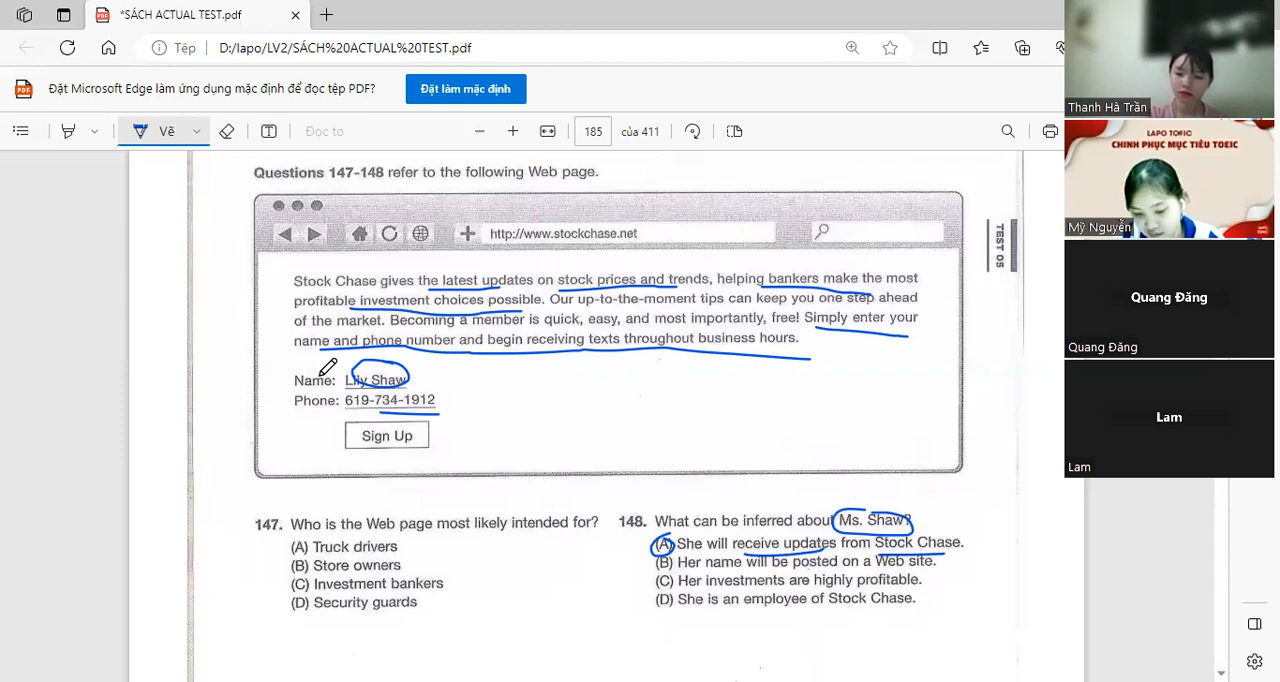 *SÁCH ACTUAL TEST.pdf
Tệp
D:/lapo/LV2/SÁCH%20ACTUAL%20TEST.pdf
PDF
Đặt Microsoft Edge làm ứng dụng mặc định để đọc tệp PDF?
Đặt làm mặc định
Vẽ
Đọc to
185
của 411
Questions 147-148 refer to the following Web page.
http://www.stockchase.net
Stock Chase gives the latest updates on stock prices and trends, helping bankers make the most
profitable investment choices possible. Our up-to-the-moment tips can keep you one step ahead
of the market. Becoming a member is quick, easy, and most importantly, free! Simply enter your
name and phone number and begin receiving texts throughout business hours.
Name: Lily Shaw
Phone: 619-734-1912
Sign Up
TEST 05
147. Who is the Web page most likely intended for?
(A) Truck drivers
(B) Store owners
(C) Investment bankers
(D) Security guards
148. What can be inferred about Ms. Shaw?
(A) She will receive updates from Stock Chase.
(B) Her name will be posted on a Web site.
(C) Her investments are highly profitable.
(D) She is an employee of Stock Chase.
Thanh Hà Trần
LAPO TOEIC
CHINH PHỤC MỤC TIÊU TOEIC
Mỹ Nguyễn
Quang Đăng
Quang Đăng
Lam
Lam